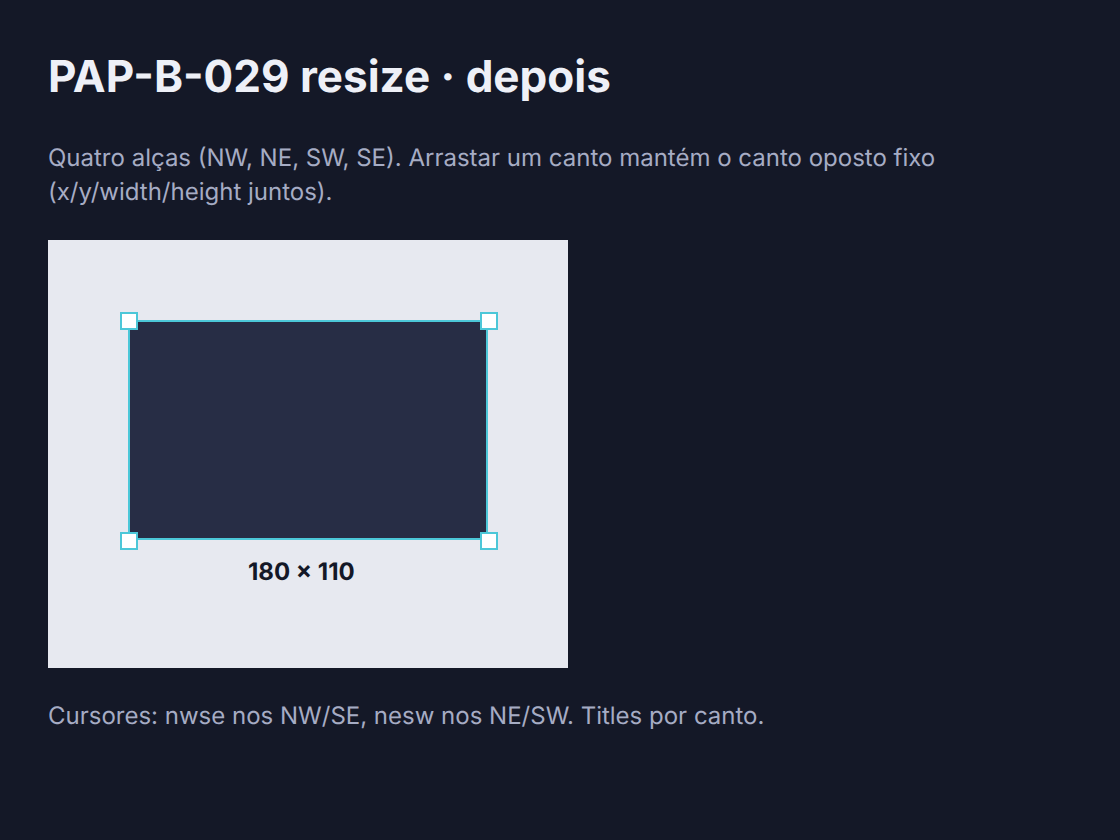 PAP-B-029 resize · depois
Quatro alças (NW, NE, SW, SE). Arrastar um canto mantém o canto oposto fixo
(x/y/width/height juntos).
180 × 110
Cursores: nwse nos NW/SE, nesw nos NE/SW. Titles por canto.